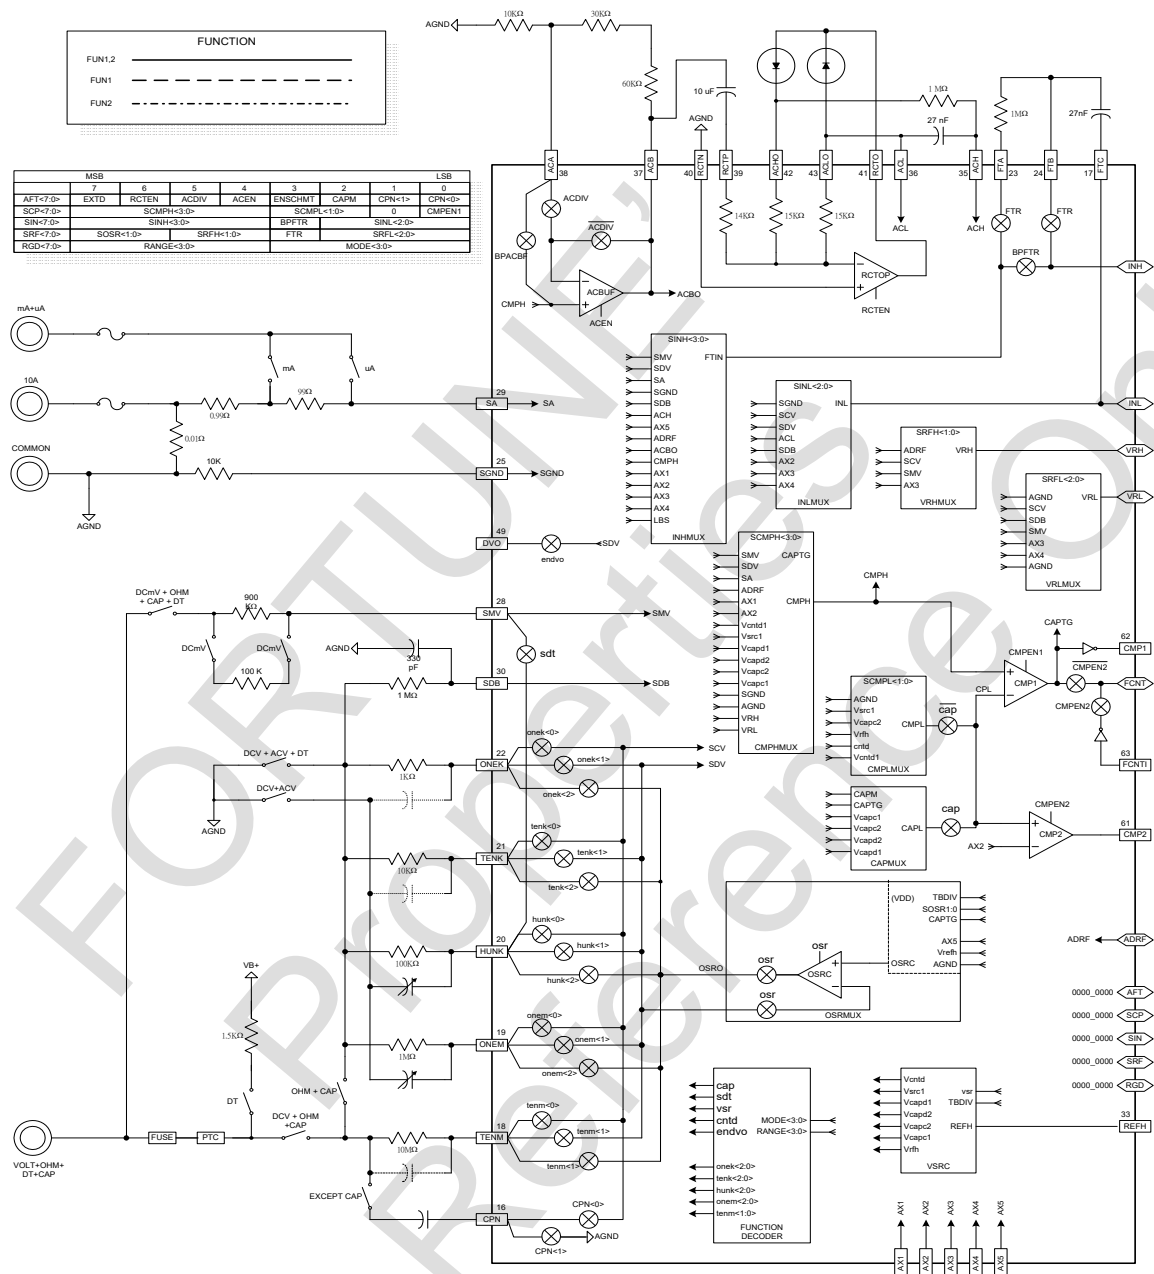 FUNCTION
FUN1,2
FUN1
FUN2
MSB LSB
7 6 5 4 3 2 1 0
AFT<7:0> EXTD RCTEN ACDIV ACEN ENSCHMT CAPM CPN<1> CPN<0>
SCP<7:0> SCMPH<3:0> SCMPL<1:0> 0 CMPEN1
SIN<7:0> SINH<3:0> BPFTR SINL<2:0>
SRF<7:0> SOSR<1:0> SRFH<1:0> FTR SRFL<2:0>
RGD<7:0> RANGE<3:0> MODE<3:0>
AGND
10KΩ
30KΩ
60KΩ
10 uF
AGND
1 MΩ
27 nF
1MΩ
27nF
ACA
38
ACB
37
RCTN
40
RCTP
39
ACHO
42
ACLO
43
RCTO
41
ACL
36
ACH
35
FTA
23
FTB
24
FTC
17
ACDIV
ACDIV
BPACBF
CMPH
ACBUF
ACBO
ACEN
14KΩ
15KΩ
15KΩ
RCTOP
RCTEN
ACL
ACH
FTR
FTR
BPFTR
INH
mA+uA
10A
COMMON
mA
uA
0.99Ω
99Ω
0.01Ω
10K
AGND
29
SA
SA
25
SGND
SGND
49
DVO
endvo
SDV
SINH<3:0>
SMV
FTIN
SDV
SA
SGND
SDB
ACH
AX5
ADRF
ACBO
CMPH
AX1
AX2
AX3
AX4
LBS
INHMUX
SINL<2:0>
SGND
INL
SCV
SDV
ACL
SDB
AX2
AX3
AX4
INLMUX
INL
SRFH<1:0>
ADRF
VRH
SCV
SMV
AX3
VRHMUX
VRH
SRFL<2:0>
AGND
VRL
SCV
SDB
SMV
AX3
AX4
AGND
VRLMUX
VRL
SCMPH<3:0>
SMV
CAPTG
SDV
SA
ADRF
AX1
CMPH
AX2
Vcntd1
Vsrc1
Vcapd1
Vcapd2
Vcapc2
Vcapc1
SGND
AGND
VRH
VRL
CMPHMUX
CMPH
DCmV + OHM
+ CAP + DT
900
KΩ
DCmV
DCmV
100 K
28
SMV
SMV
sdt
AGND
330
pF
1 MΩ
30
SDB
SDB
SCMPL<1:0>
AGND
Vsrc1
Vcapc2
CMPL
Vrfh
cntd
Vcntd1
CMPLMUX
cap
CPL
CMPEN1
CMP1
CAPTG
62
CMP1
CMPEN2
FCNT
CMPEN2
63
FCNTI
CAPM
CAPTG
Vcapc1
Vcapc2
CAPL
Vcapd2
Vcapd1
CAPMUX
cap
CMPEN2
CMP2
AX2
61
CMP2
DCV + ACV + DT
DCV+ACV
AGND
1KΩ
22
ONEK
onek<0>
onek<1>
onek<2>
SCV
SDV
10KΩ
21
TENK
tenk<0>
tenk<1>
tenk<2>
100KΩ
20
HUNK
hunk<0>
hunk<1>
hunk<2>
OSRO
osr
osr
osr
OSRC
OSRC
(VDD)
TBDIV
SOSR1:0
CAPTG
AX5
Vrefh
AGND
OSRMUX
ADRF
ADRF
0000_0000 AFT
0000_0000 SCP
0000_0000 SIN
0000_0000 SRF
0000_0000 RGD
33
REFH
VB+
1.5KΩ
DT
1MΩ
19
ONEM
onem<0>
onem<1>
onem<2>
OHM + CAP
DCV + OHM
+CAP
FUSE
PTC
VOLT+OHM+
DT+CAP
10MΩ
18
TENM
tenm<0>
tenm<1>
tenm<1>
EXCEPT CAP
16
CPN
CPN<0>
CPN<1>
AGND
cap
sdt
vsr
cntd
endvo
MODE<3:0>
RANGE<3:0>
onek<2:0>
tenk<2:0>
hunk<2:0>
onem<2:0>
tenm<1:0>
FUNCTION
DECODER
Vcntd
Vsrc1
Vcapd1
Vcapd2
Vcapc2
Vcapc1
Vrfh
vsr
TBDIV
REFH
VSRC
AX1
AX2
AX3
AX4
AX5
AX1
AX2
AX3
AX4
AX5
FORTUNE'
Properties
Reference